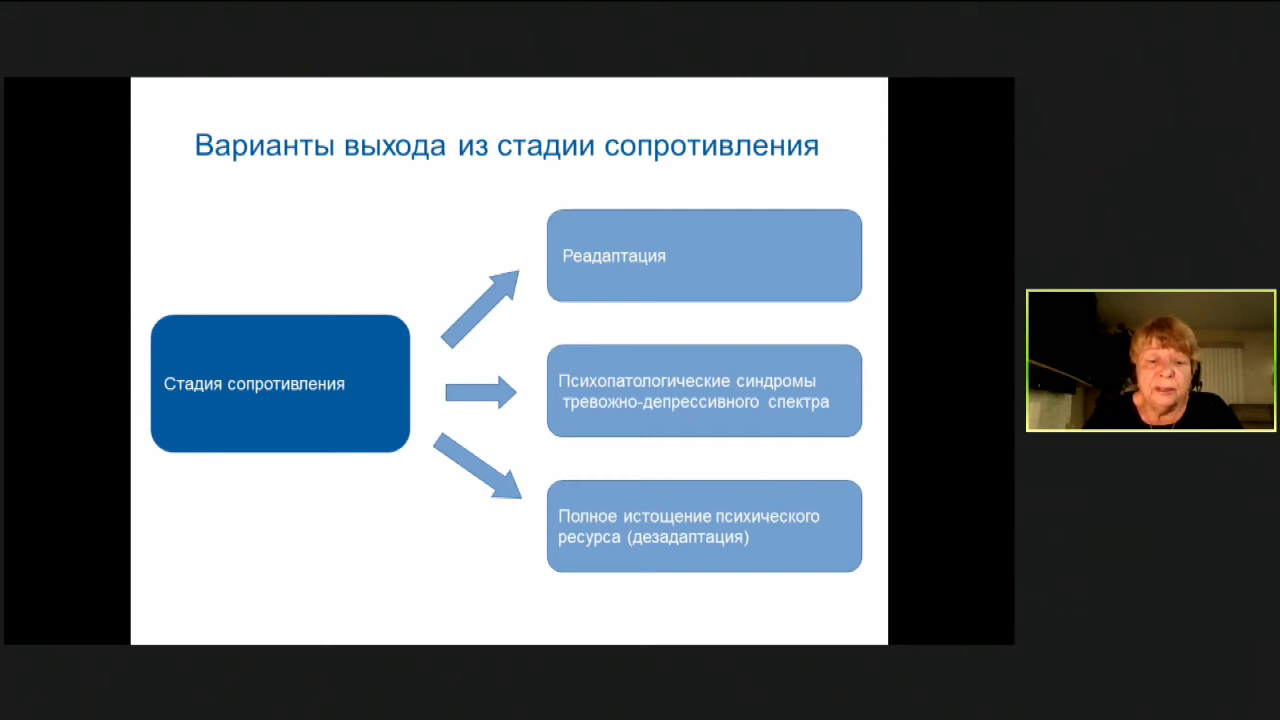 Варианты выхода из стадии сопротивления
Стадия сопротивления
Реадаптация
Психопатологические синдромы
тревожно-депрессивного спектра
Полное истощение психического
ресурса (дезадаптация)